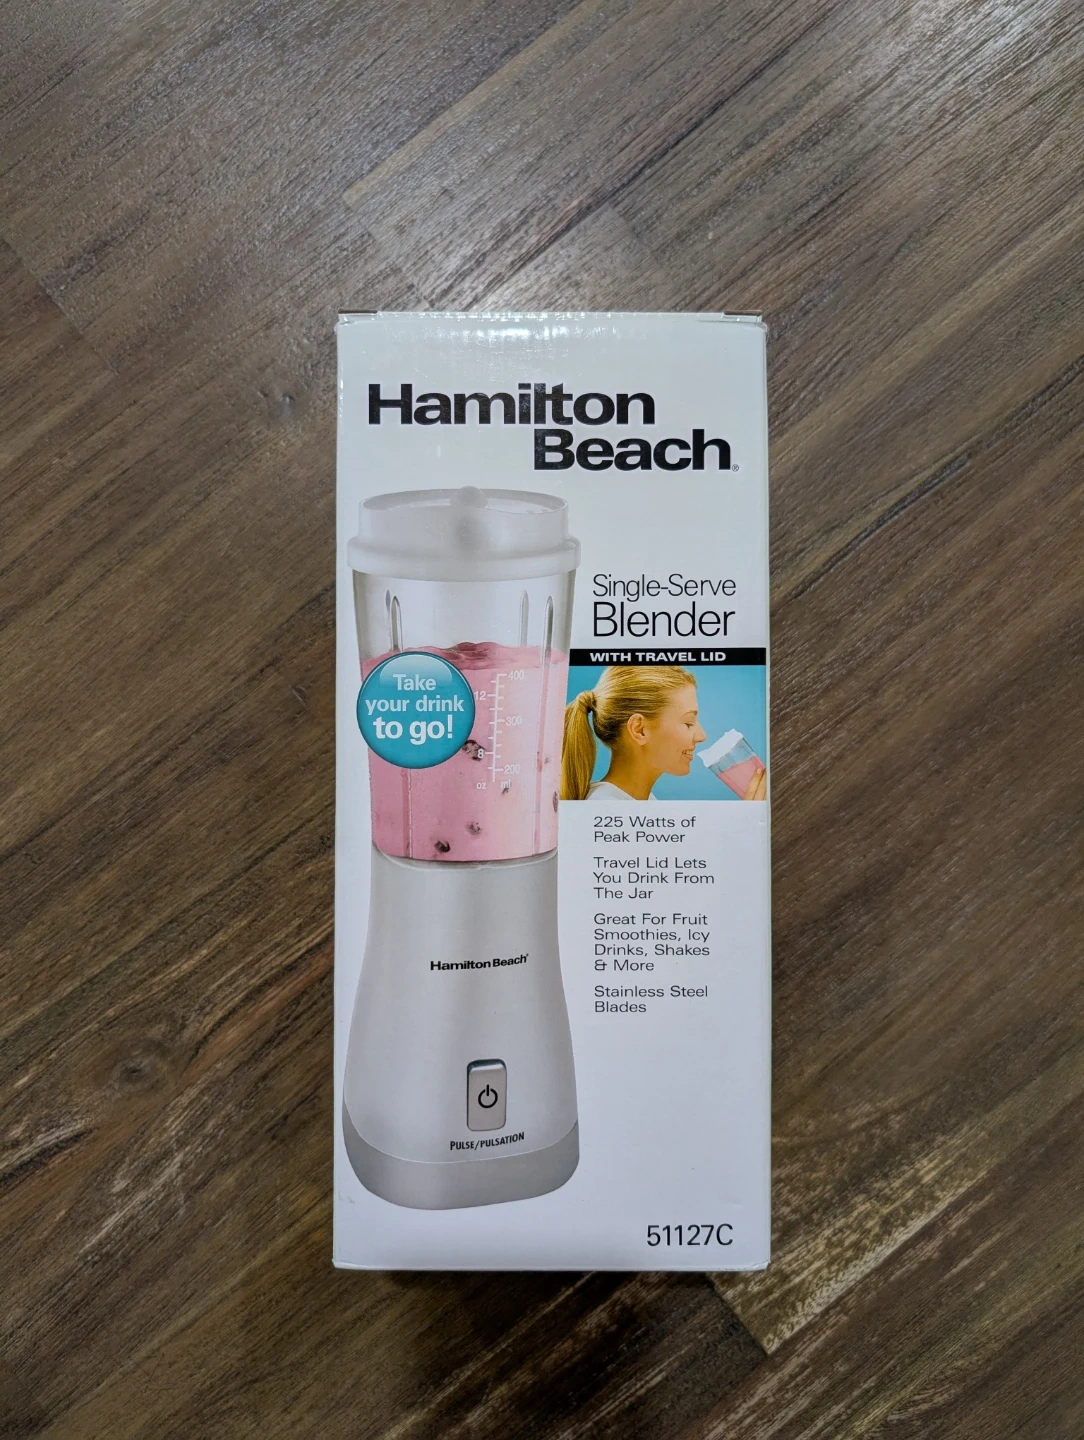 Hamilton
Beach®
Single-Serve
Blender
WITH TRAVEL LID
Take
your drink
to go!
400
12
300
8
200
oz ml
225 Watts of
Peak Power
Travel Lid Lets
You Drink From
The Jar
Great For Fruit
Smoothies, Icy
Drinks, Shakes
& More
Stainless Steel
Blades
Hamilton Beach®
PULSE/PULSATION
51127C